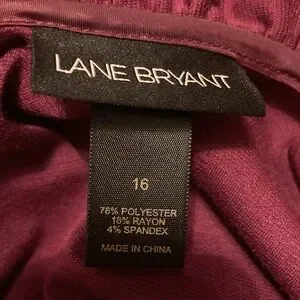 LANE BRYANT
16
78% POLYESTER
18% RAYON
4% SPANDEX
MADE IN CHINA